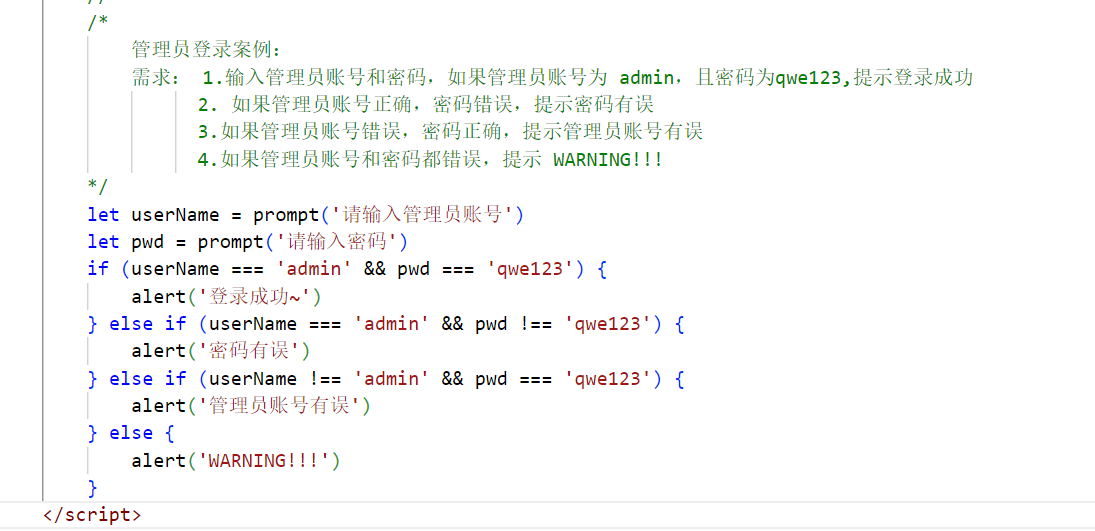 /*
管理员登录案例:
需求: 1.输入管理员账号和密码，如果管理员账号为 admin，且密码为qwe123,提示登录成功
2. 如果管理员账号正确，密码错误，提示密码有误
3.如果管理员账号错误，密码正确，提示管理员账号有误
4.如果管理员账号和密码都错误，提示 WARNING!!!
*/
let userName = prompt('请输入管理员账号')
let pwd = prompt('请输入密码')
if (userName === 'admin' && pwd === 'qwe123') {
alert('登录成功~')
} else if (userName === 'admin' && pwd !== 'qwe123') {
alert('密码有误')
} else if (userName !== 'admin' && pwd === 'qwe123') {
alert('管理员账号有误')
} else {
alert('WARNING!!!')
}
</script>